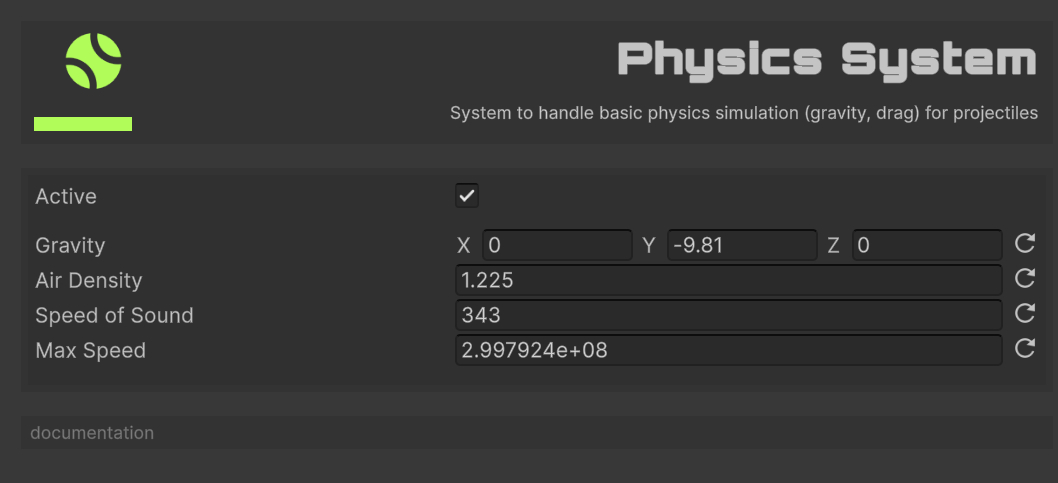 Physics System
System to handle basic physics simulation (gravity, drag) for projectiles
Active
Gravity X 0 Y -9.81 Z 0
Air Density 1.225
Speed of Sound 343
Max Speed 2.997924e+08
documentation